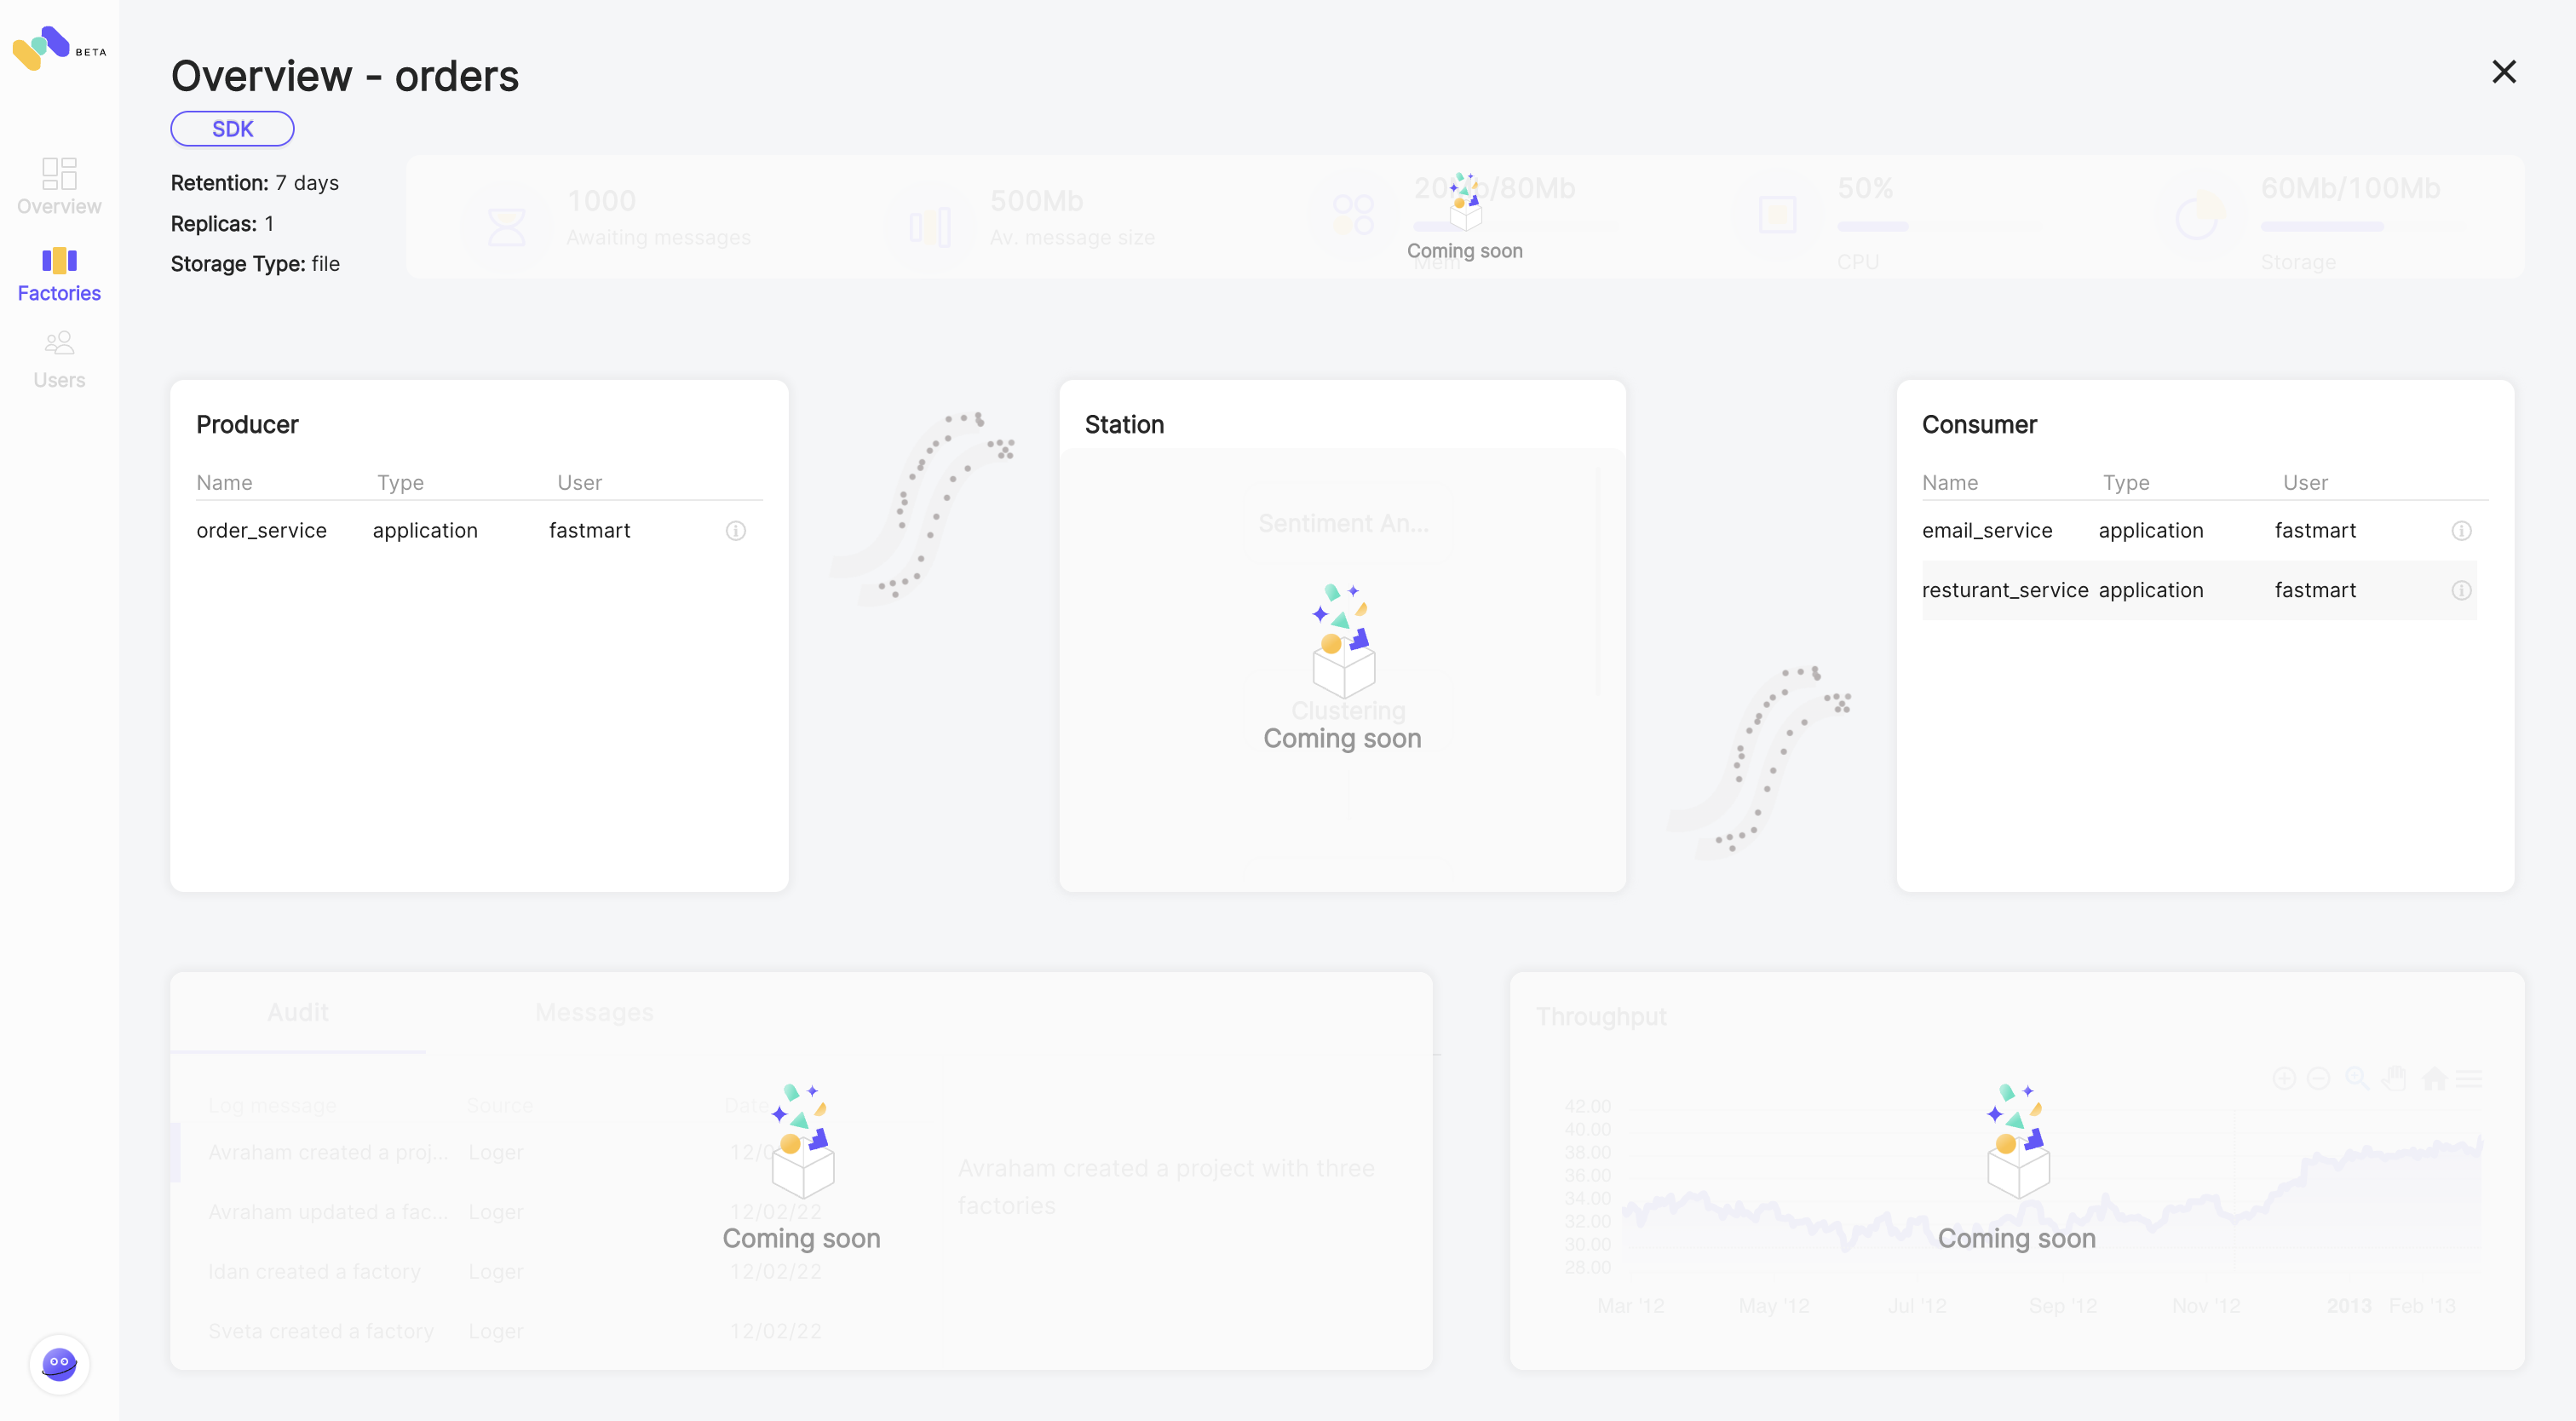 BETA
Overview
Factories
Users
Overview - orders
SDK
Retention: 7 days
Replicas: 1
Storage Type: file
1000
Awaiting messages
500Mb
Av. message size
20Mb/80Mb
Mem
Coming soon
50%
CPU
60Mb/100Mb
Storage
Producer
Name Type User
order_service application fastmart
Station
Sentiment An...
Clustering
Coming soon
Consumer
Name Type User
email_service application fastmart
resturant_service application fastmart
Audit Messages
Log message Source Date
Avraham created a proj... Loger
Avraham updated a fac... Loger 12/02/22
Idan created a factory Loger 12/02/22
Sveta created a factory Loger 12/02/22
Avraham created a project with three
factories
Coming soon
Throughput
42.00
40.00
38.00
36.00
34.00
32.00
30.00
28.00
Mar '12 May '12 Jul '12 Sep '12 Nov '12 2013 Feb '13
Coming soon